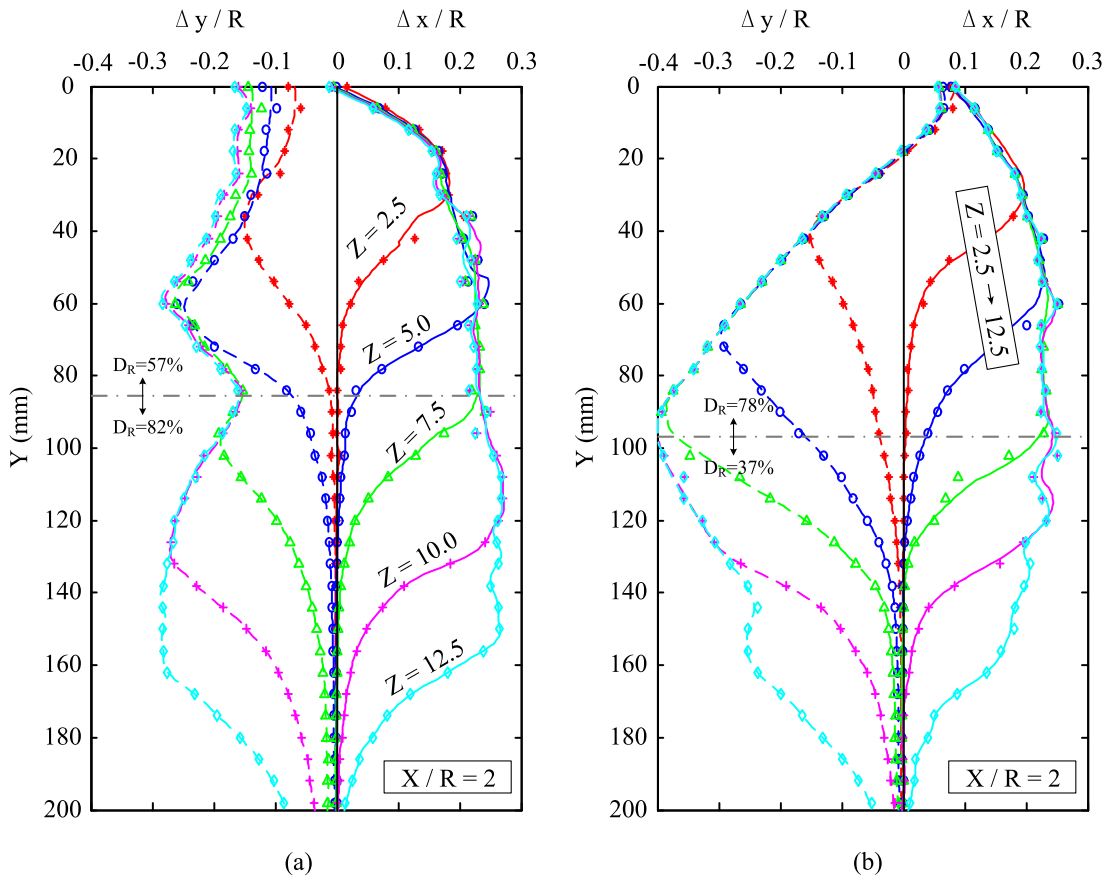 Δ y / R Δ x / R Δ y / R Δ x / R
-0.4 -0.3 -0.2 -0.1 0 0.1 0.2 0.3 -0.4 -0.3 -0.2 -0.1 0 0.1 0.2 0.3
0 0
20 20
40 40
60 60
80 80
100 100
120 120
140 140
160 160
180 180
200 200
Y (mm) Y (mm)
Z = 2.5
Z = 5.0
Z = 7.5
Z = 10.0
Z = 12.5
D_R=57%
D_R=82%
X / R = 2
Z = 2.5 → 12.5
D_R=78%
D_R=37%
X / R = 2
(a) (b)